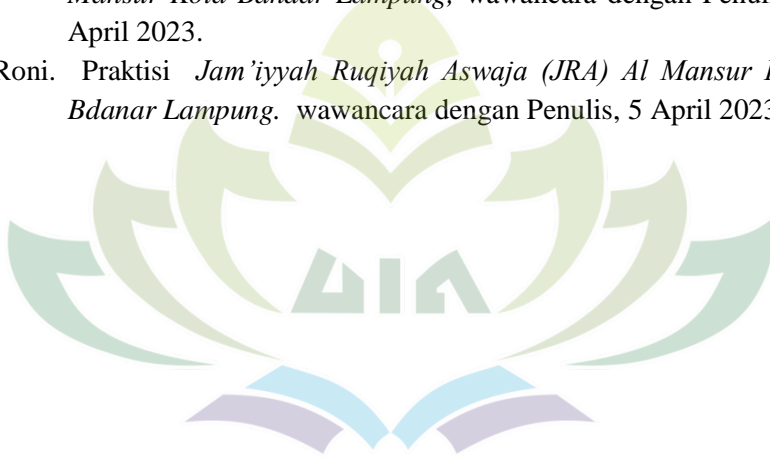 Mansur Kota Bandar Lampung, wawancara dengan
April 2023.
Roni. Praktisi Jam’iyyah Ruqiyah Aswaja (JRA) Al Mansur
Bdanar Lampung. wawancara dengan Penulis, 5 April 2023
UIN